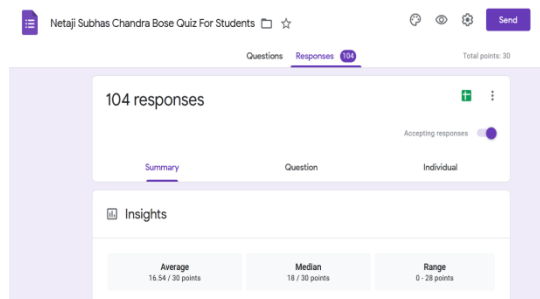 Netaji Subhas Chandra Bose Quiz For Students
Send
Questions Responses 104
Total points: 30
104 responses
Accepting responses
Summary Question Individual
Insights
Average Median Range
16.54 / 30 points 18 / 30 points 0 - 28 points